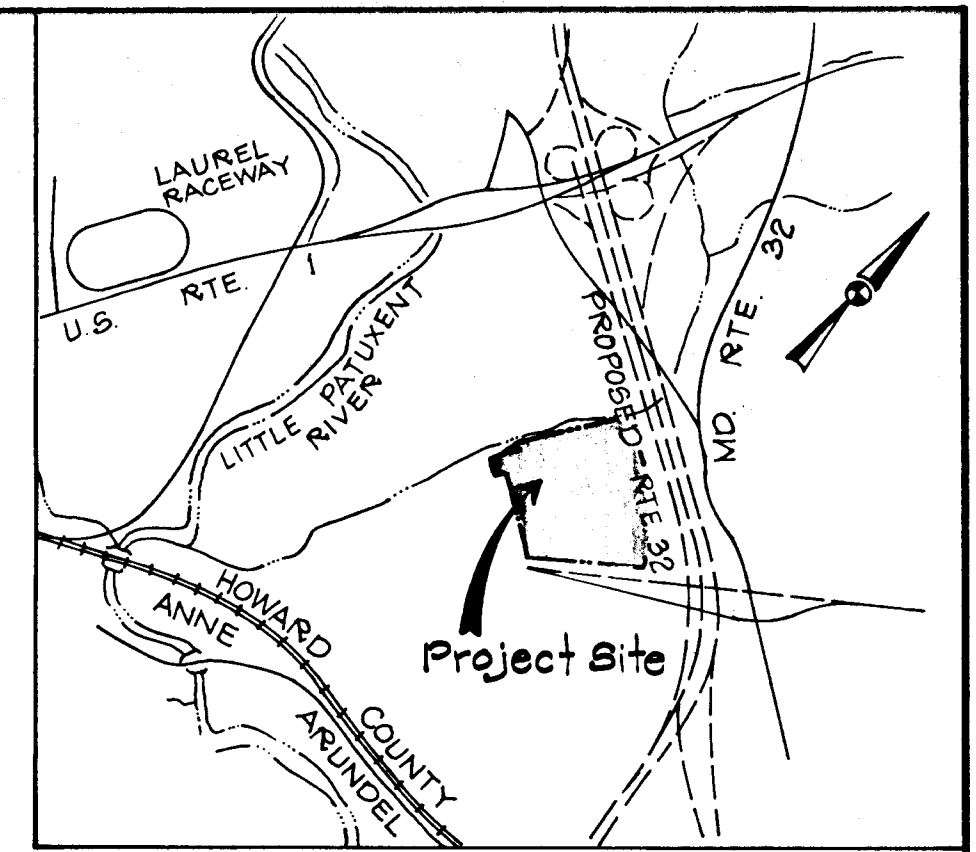 LAUREL
RACEWAY
U.S. RTE. 1
LITTLE PATUXENT
RIVER
PROPOSED-RTE 32
MD. RTE. 32
HOWARD COUNTY
ANNE ARUNDEL
Project Site